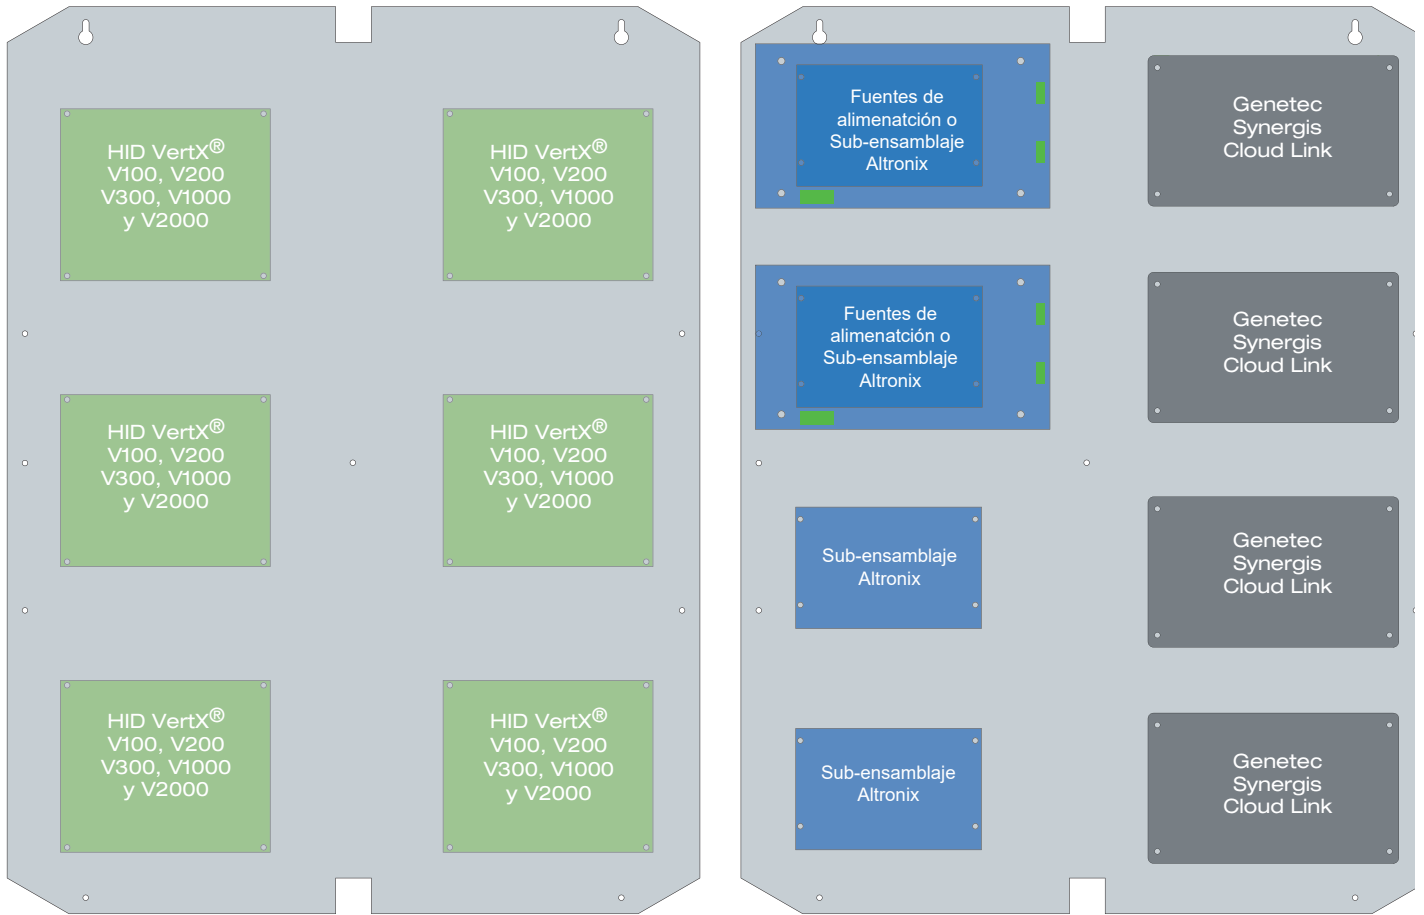 HID VertX®
V100, V200
V300, V1000
y V2000
HID VertX®
V100, V200
V300, V1000
y V2000
HID VertX®
V100, V200
V300, V1000
y V2000
HID VertX®
V100, V200
V300, V1000
y V2000
HID VertX®
V100, V200
V300, V1000
y V2000
HID VertX®
V100, V200
V300, V1000
y V2000
Fuentes de
alimenatción o
Sub-ensamblaje
Altronix
Genetec
Synergis
Cloud Link
Fuentes de
alimenatción o
Sub-ensamblaje
Altronix
Genetec
Synergis
Cloud Link
Sub-ensamblaje
Altronix
Genetec
Synergis
Cloud Link
Sub-ensamblaje
Altronix
Genetec
Synergis
Cloud Link